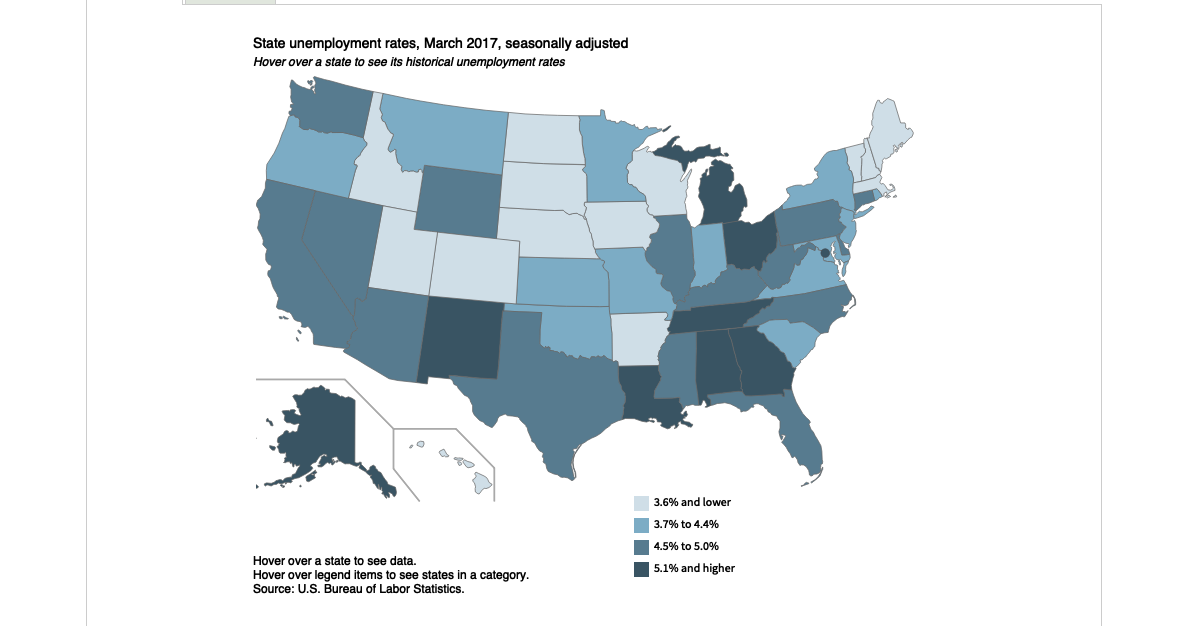 State unemployment rates, March 2017, seasonally adjusted
Hover over a state to see its historical unemployment rates
3.6% and lower
3.7% to 4.4%
4.5% to 5.0%
5.1% and higher
Hover over a state to see data.
Hover over legend items to see states in a category.
Source: U.S. Bureau of Labor Statistics.